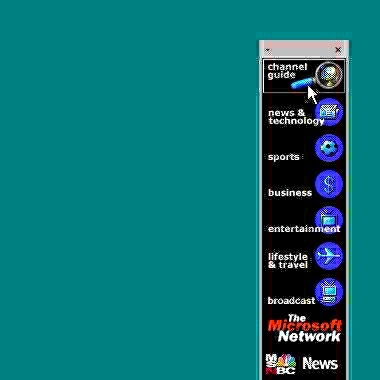 channel
guide
news &
technology
sports
$
business
entertainment
lifestyle
& travel
broadcast
The
Microsoft
Network
MSNBC News